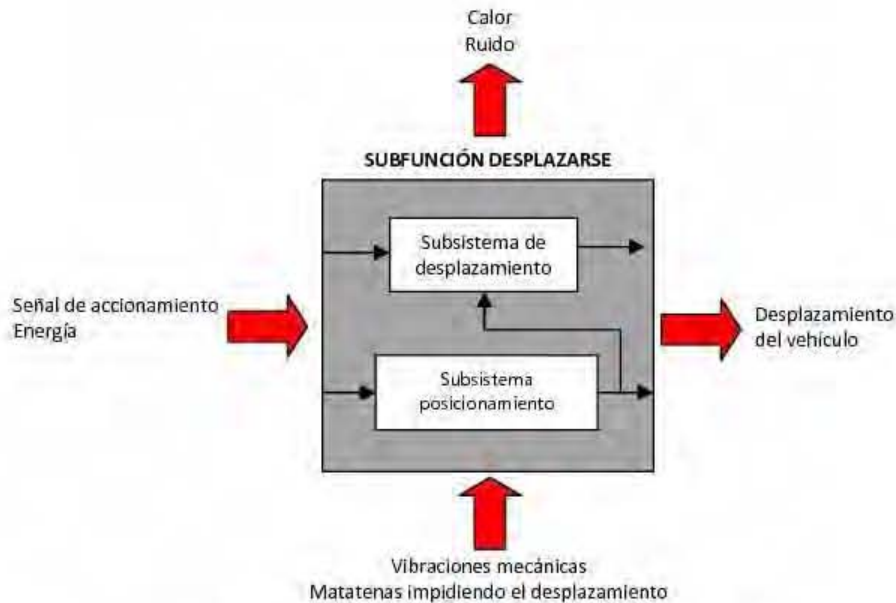 Calor
Ruido
SUBFUNCIÓN DESPLAZARSE
Subsistema de
desplazamiento
Señal de accionamiento
Energía
Desplazamiento
del vehículo
Subsistema
posicionamiento
Vibraciones mecánicas
Matatenas impidiendo el desplazamiento